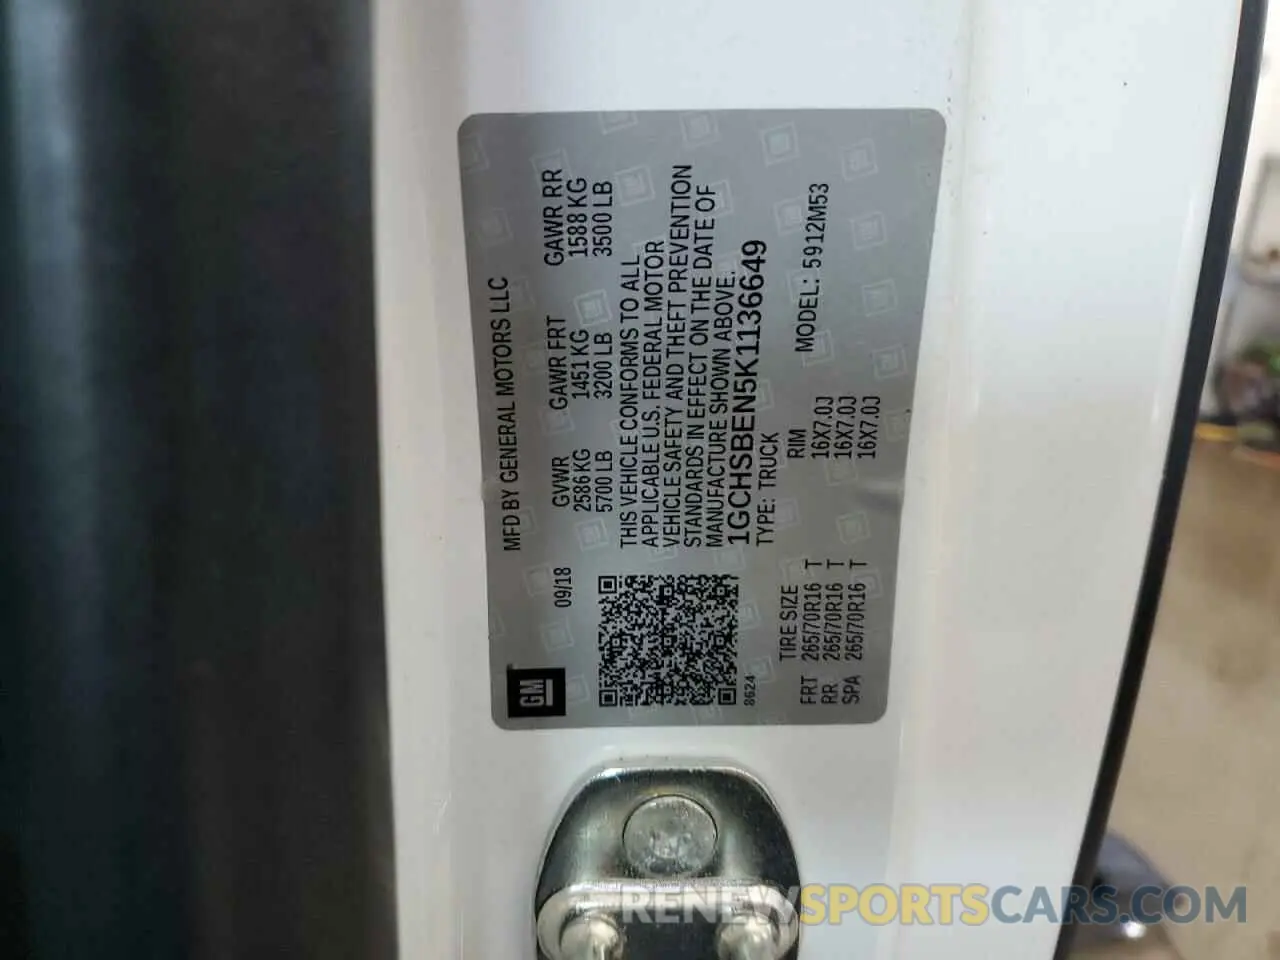 MFD BY GENERAL MOTORS LLC
GM
09/18
GVWR GAWR FRT GAWR RR
2586 KG 1451 KG 1588 KG
5700 LB 3200 LB 3500 LB
THIS VEHICLE CONFORMS TO ALL
APPLICABLE U.S. FEDERAL MOTOR
VEHICLE SAFETY AND THEFT PREVENTION
STANDARDS IN EFFECT ON THE DATE OF
MANUFACTURE SHOWN ABOVE.
1GCHSBEN5K1136649
8624
TYPE: TRUCK
TIRE SIZE RIM MODEL: 5912M53
FRT 265/70R16 T 16X7.0J
RR 265/70R16 T 16X7.0J
SPA 265/70R16 T 16X7.0J
RENEWSPORTSCARS.COM